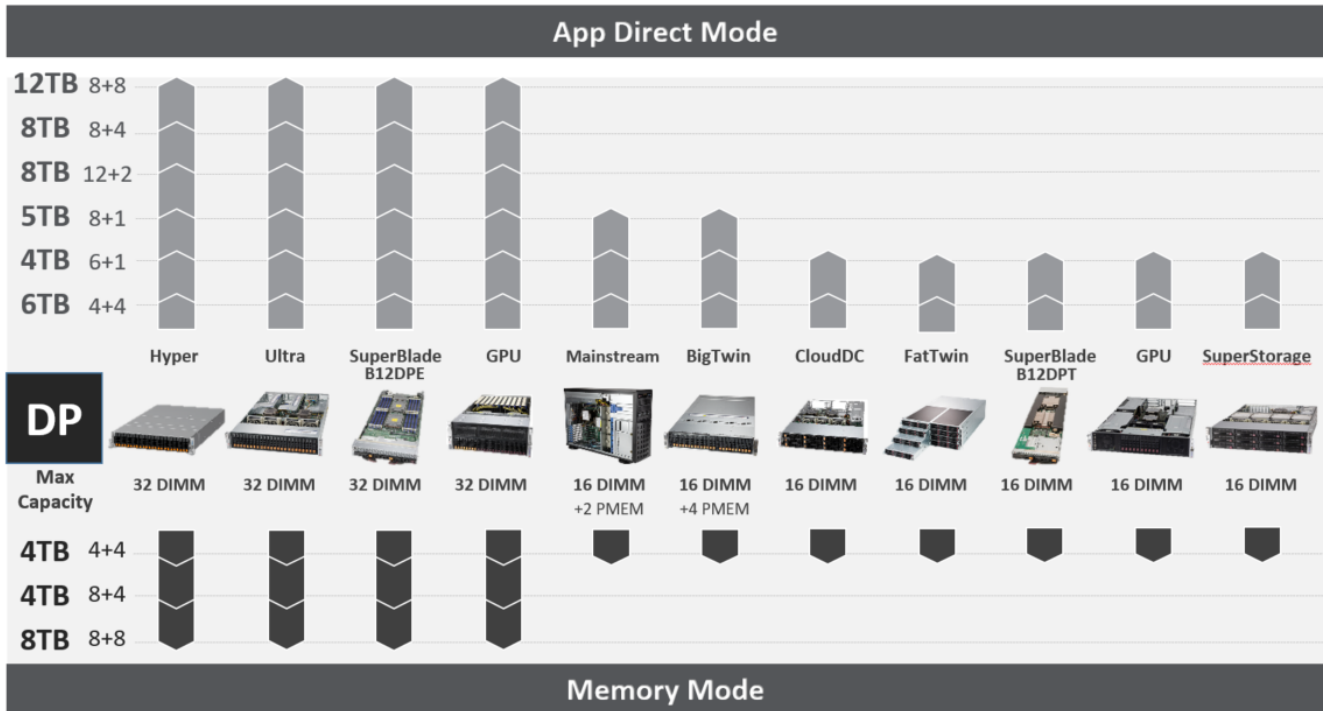 App Direct Mode
12TB 8+8
8TB 8+4
8TB 12+2
5TB 8+1
4TB 6+1
6TB 4+4
Hyper Ultra SuperBlade GPU Mainstream BigTwin CloudDC FatTwin SuperBlade GPU SuperStorage
B12DPE B12DPT
DP
Max 32 DIMM 32 DIMM 32 DIMM 32 DIMM 16 DIMM 16 DIMM 16 DIMM 16 DIMM 16 DIMM 16 DIMM 16 DIMM
Capacity +2 PMEM +4 PMEM
4TB 4+4
4TB 8+4
8TB 8+8
Memory Mode